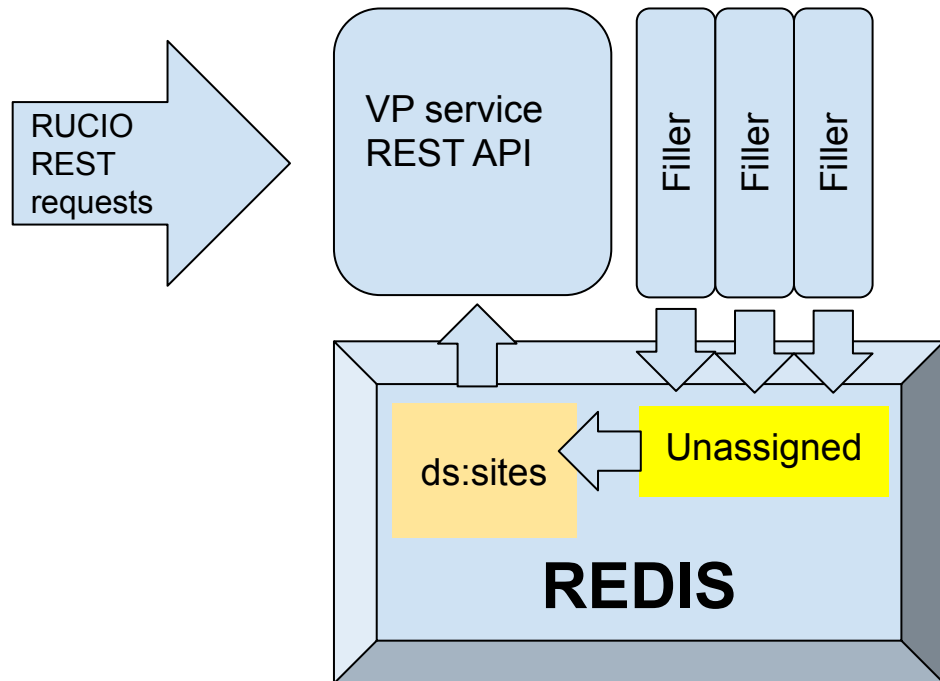 RUCIO
REST
requests
VP service
REST API
Filler
Filler
Filler
ds:sites
Unassigned
REDIS